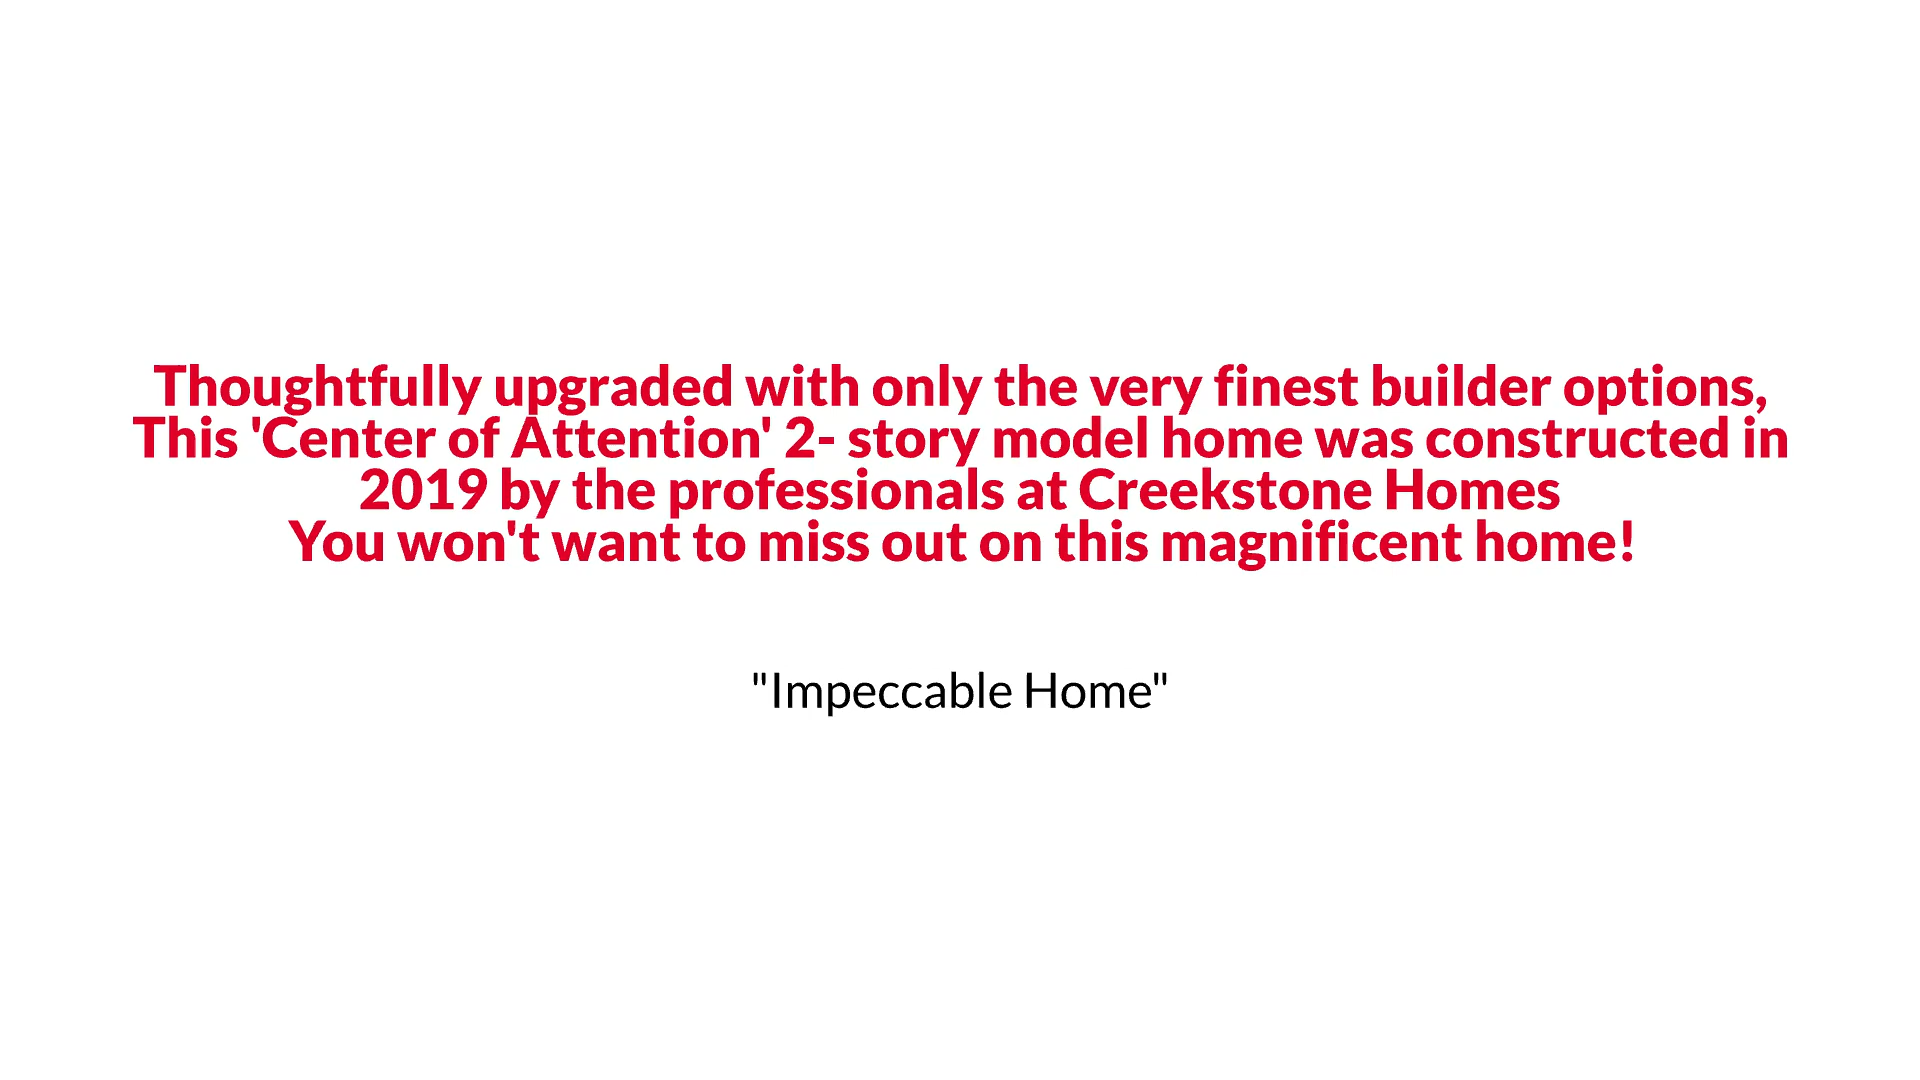 Thoughtfully upgraded with only the very finest builder options,
This 'Center of Attention' 2- story model home was constructed in
2019 by the professionals at Creekstone Homes
You won't want to miss out on this magnificent home!
"Impeccable Home"